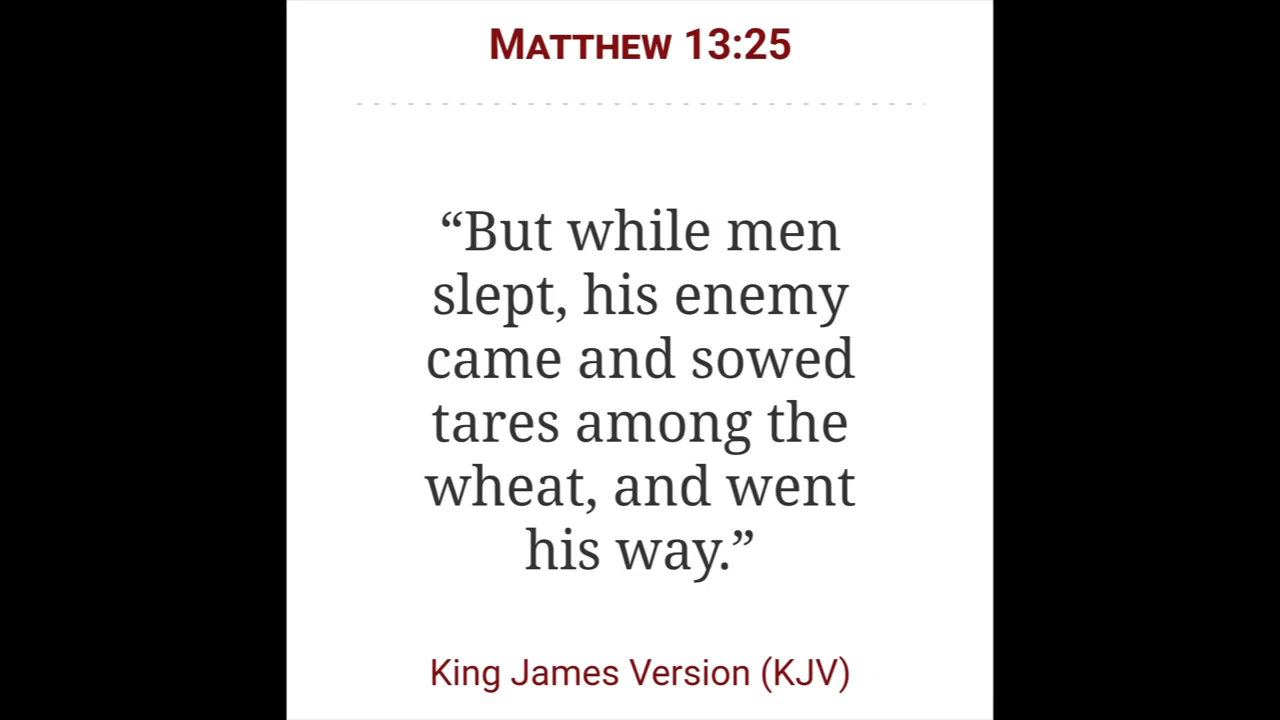 MATTHEW 13:25
“But while men
slept, his enemy
came and sowed
tares among the
wheat, and went
his way.”
King James Version (KJV)